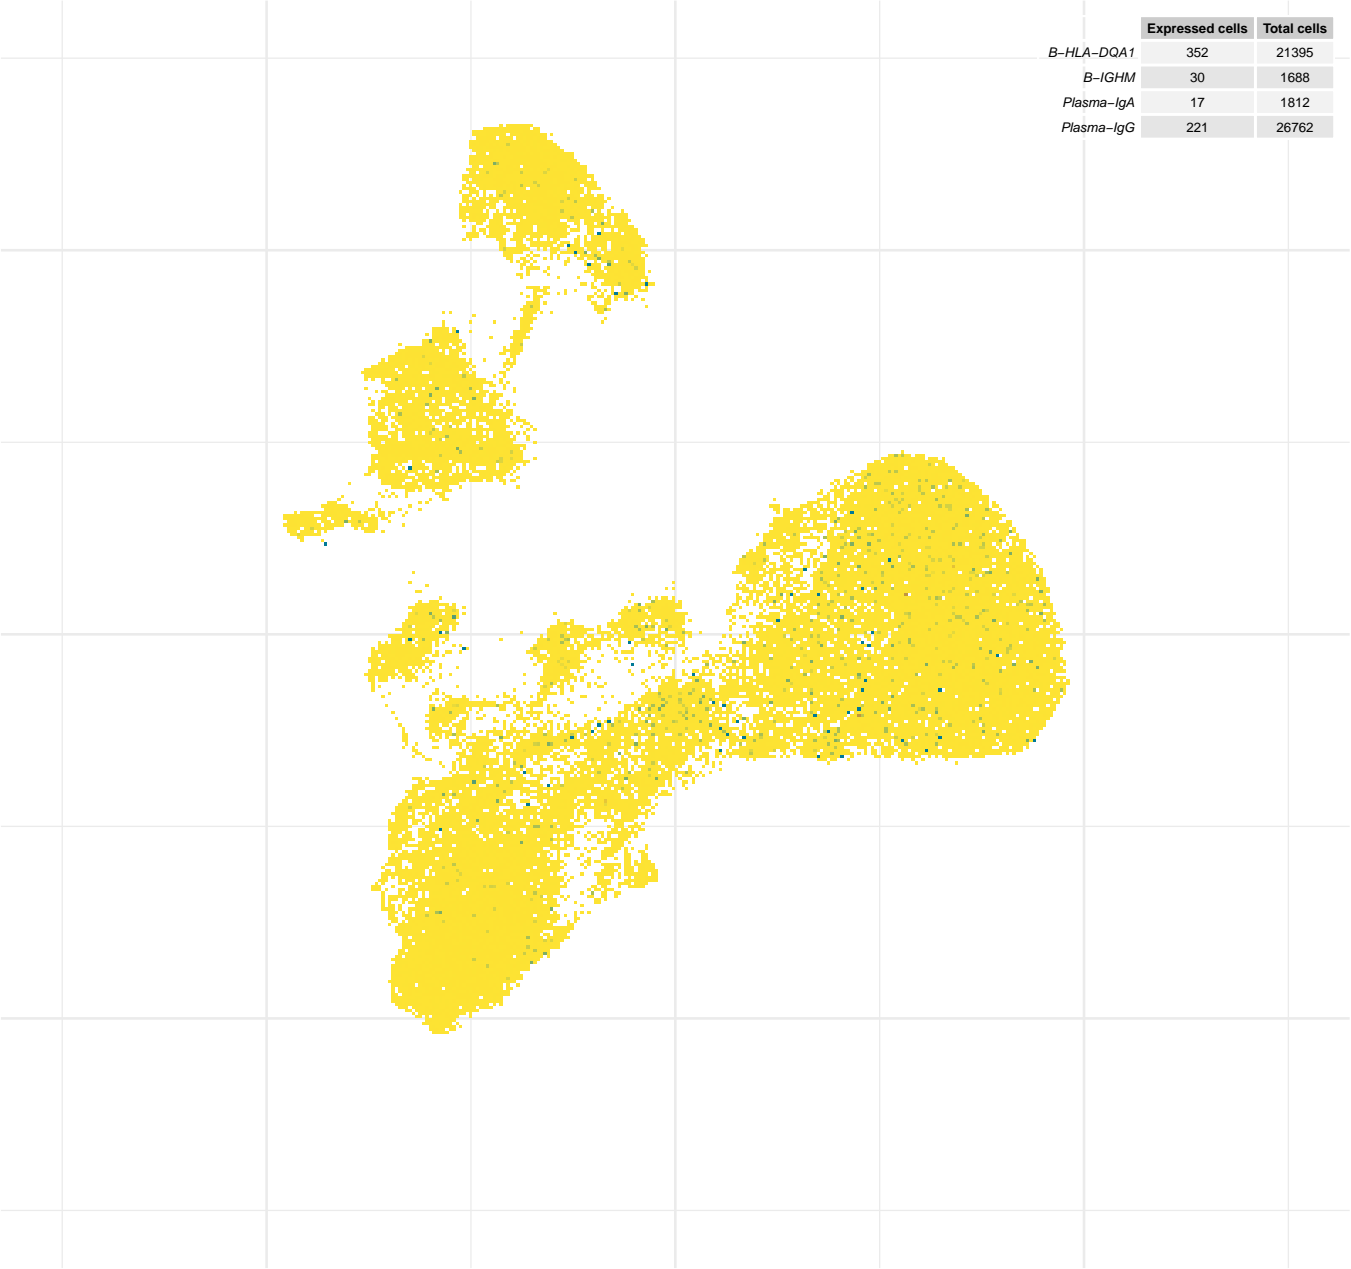 Expressed cells Total cells
B−HLA−DQA1 352 21395
B−IGHM 30 1688
Plasma−IgA 17 1812
Plasma−IgG 221 26762